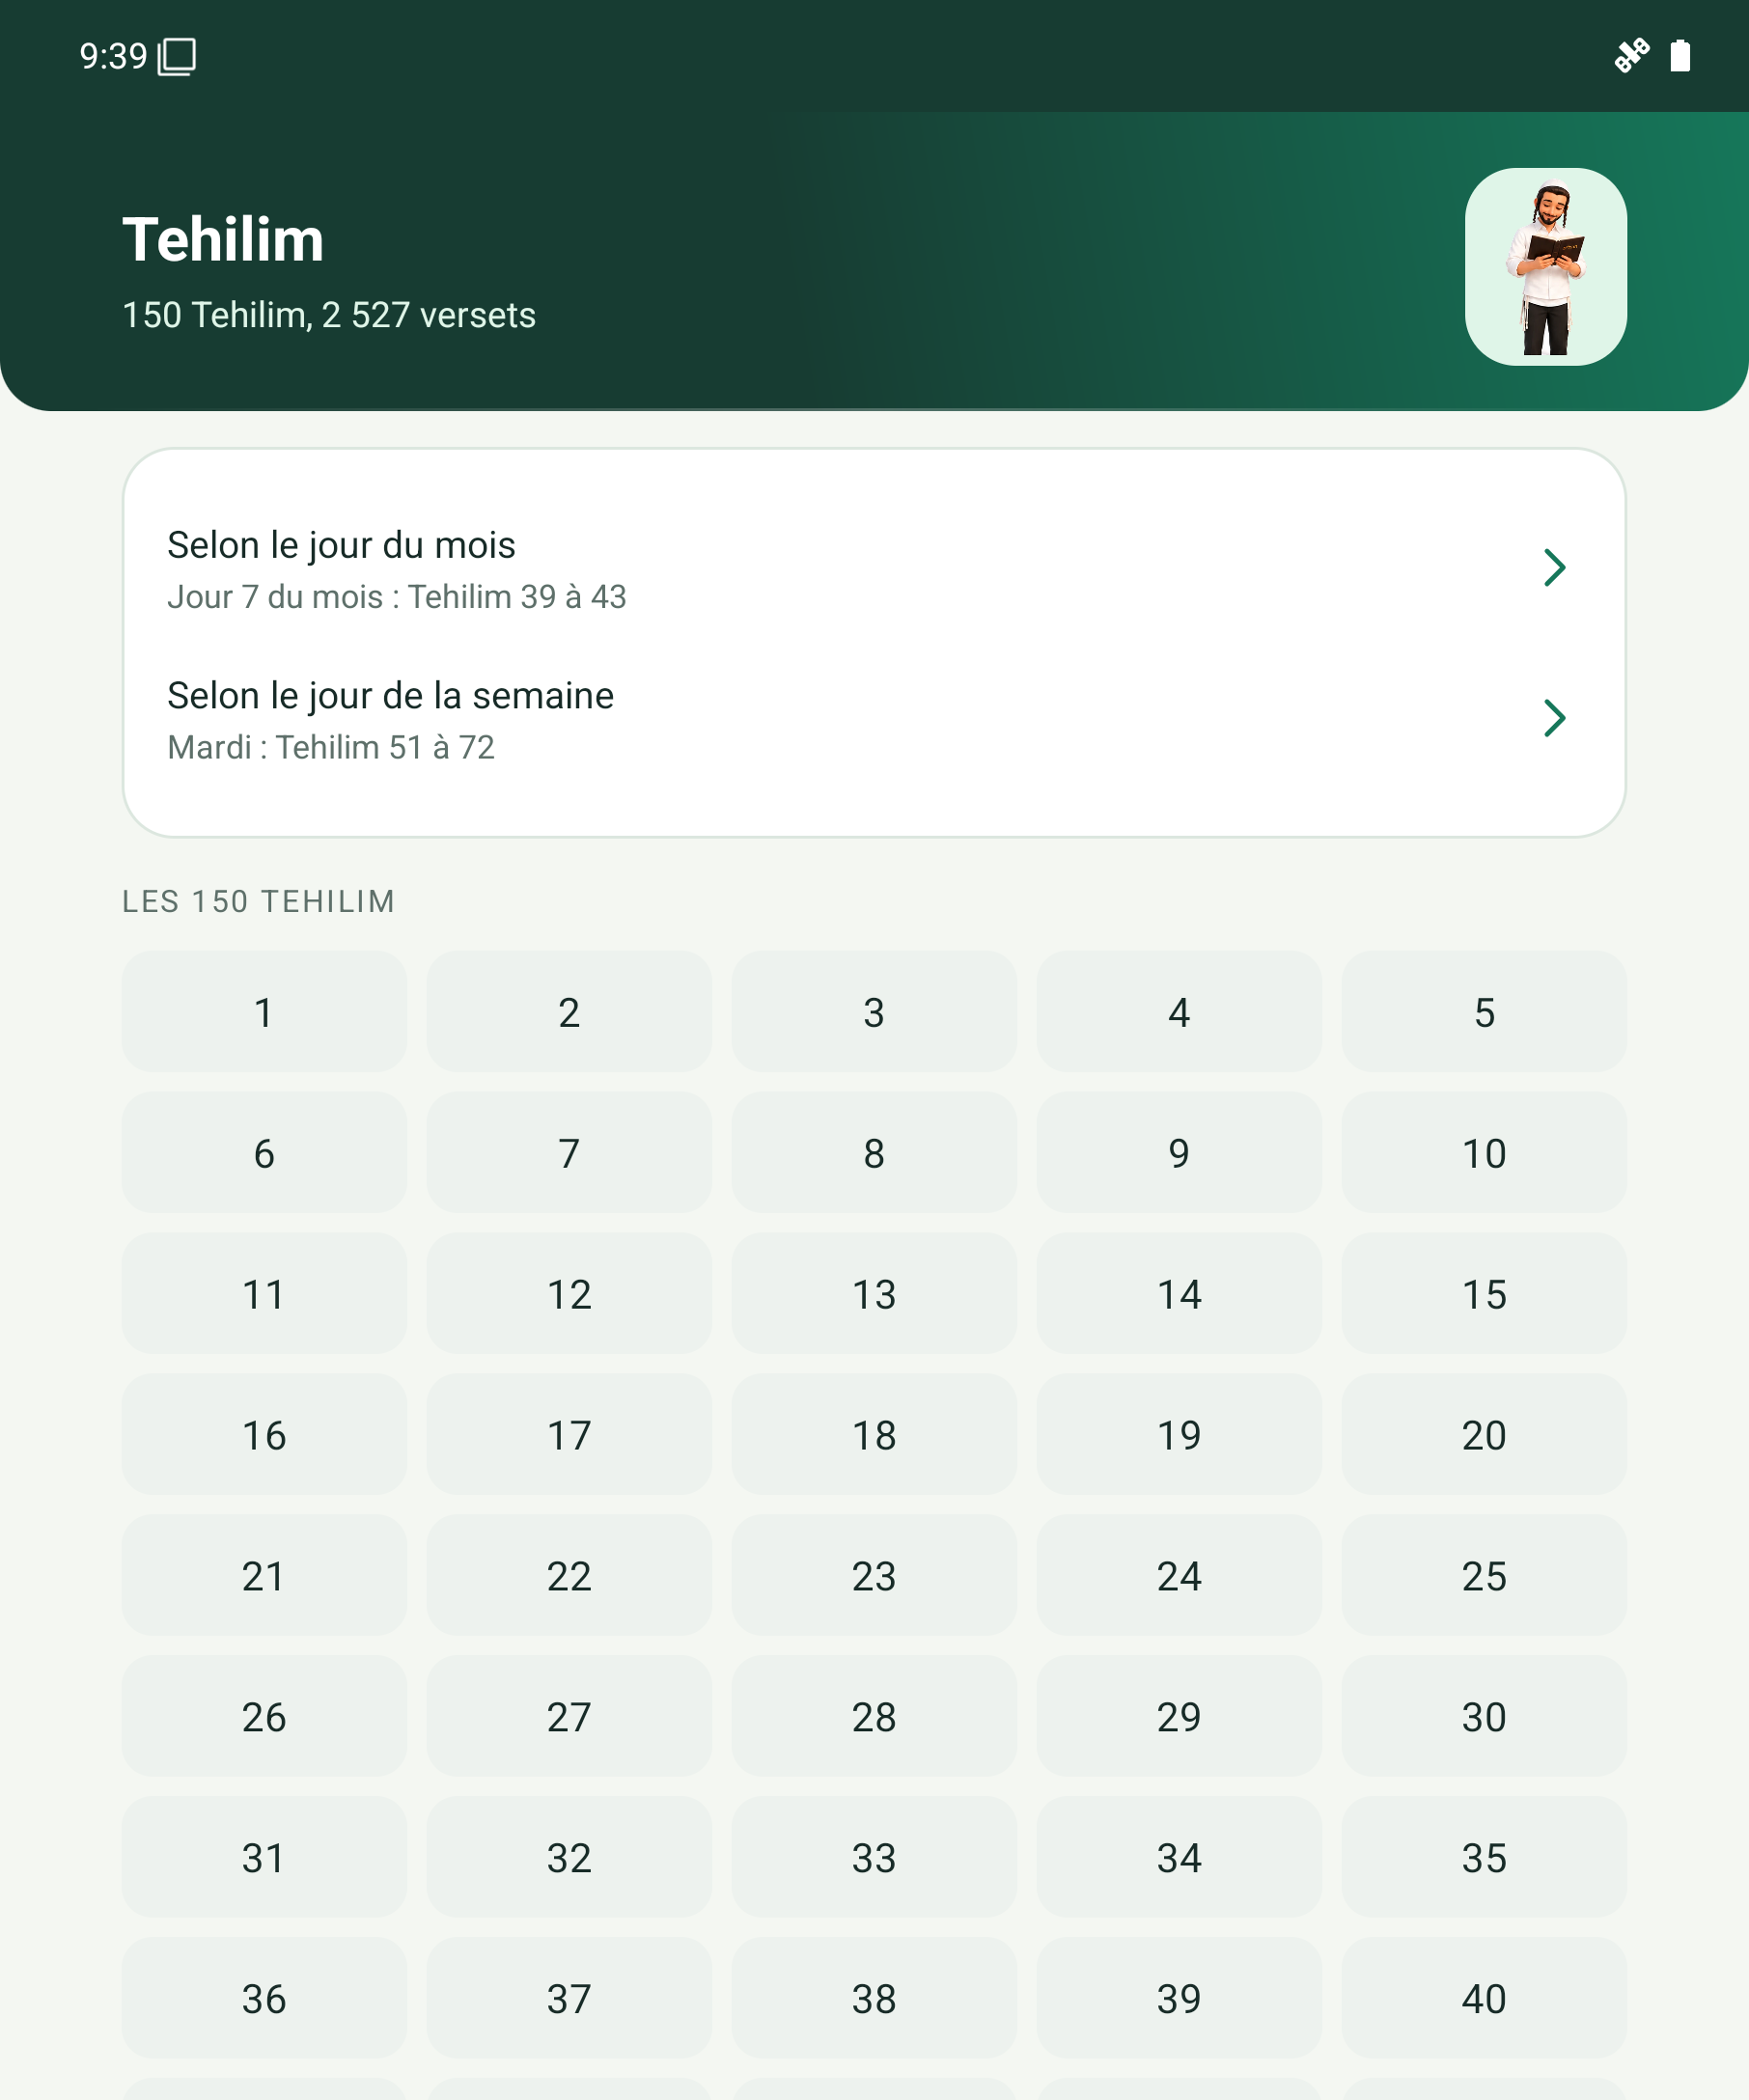 9:39
Tehilim
150 Tehilim, 2 527 versets
Selon le jour du mois
Jour 7 du mois : Tehilim 39 à 43
Selon le jour de la semaine
Mardi : Tehilim 51 à 72
LES 150 TEHILIM
1 2 3 4 5
6 7 8 9 10
11 12 13 14 15
16 17 18 19 20
21 22 23 24 25
26 27 28 29 30
31 32 33 34 35
36 37 38 39 40